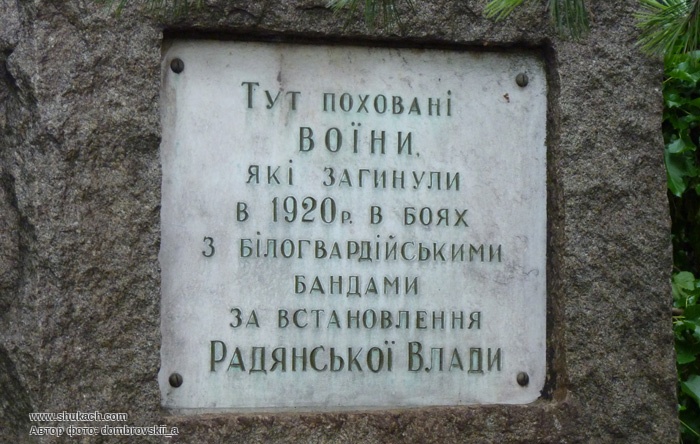 Тут поховані
воїни,
які загинули
в 1920р. в боях
з білогвардійськими
бандами
за встановлення
Радянської Влади
www.shukach.com
Автор фото: dombrovskii_a